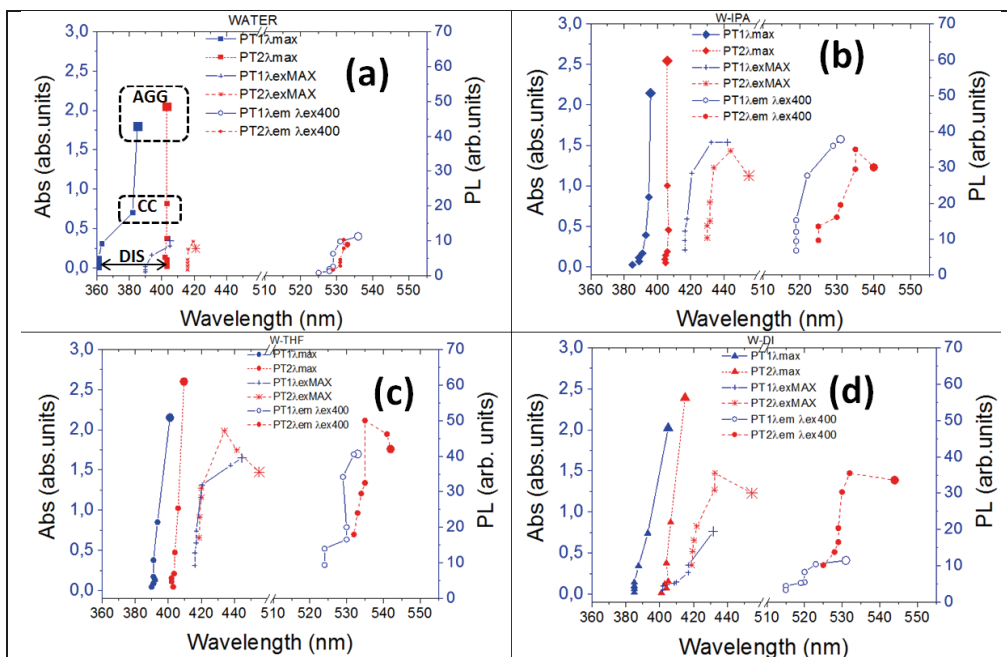 WATER
PT1λmax
PT2λmax
PT1λexMAX
PT2λexMAX
PT1λem λex400
PT2λem λex400
(a)
AGG
CC
DIS
3,0
2,5
2,0
1,5
1,0
0,5
0,0
Abs (abs.units)
70
60
50
40
30
20
10
0
PL (arb.units)
360 380 400 420 440 510 520 530 540 550
Wavelength (nm)
W-IPA
PT1λmax
PT2λmax
PT1λexMAX
PT2λexMAX
PT1λem λex400
PT2λem λex400
(b)
3,0
2,5
2,0
1,5
1,0
0,5
0,0
Abs (abs.units)
70
60
50
40
30
20
10
0
PL (arb.units)
360 380 400 420 440 510 520 530 540 550
Wavelength (nm)
W-THF
PT1λmax
PT2λmax
PT1λexMAX
PT2λexMAX
PT1λem λex400
PT2λem λex400
(c)
3,0
2,5
2,0
1,5
1,0
0,5
0,0
Abs (abs.units)
70
60
50
40
30
20
10
0
PL (arb. units)
360 380 400 420 440 510 520 530 540 550
Wavelength (nm)
W-DI
PT1λmax
PT2λmax
PT1λexMAX
PT2λexMAX
PT1λem λex400
PT2λem λex400
(d)
3,0
2,5
2,0
1,5
1,0
0,5
0,0
Abs (abs.units)
70
60
50
40
30
20
10
0
PL (arb. units)
360 380 400 420 440 510 520 530 540 550
Wavelength (nm)